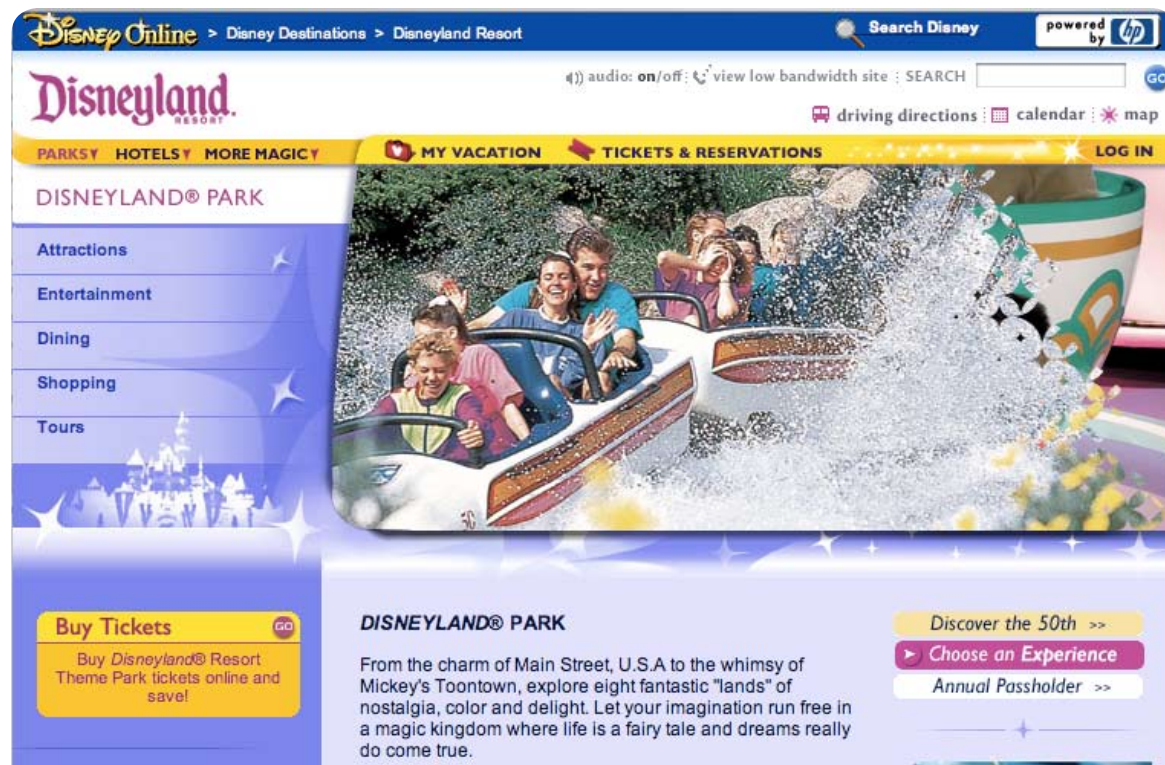 Disney Online > Disney Destinations > Disneyland Resort
Search Disney
powered by hp
Disneyland
RESORT
audio: on/off
view low bandwidth site
SEARCH
GO
driving directions
calendar
map
PARKS
HOTELS
MORE MAGIC
MY VACATION
TICKETS & RESERVATIONS
LOG IN
DISNEYLAND® PARK
Attractions
Entertainment
Dining
Shopping
Tours
Buy Tickets
GO
Buy Disneyland® Resort
Theme Park tickets online and
save!
DISNEYLAND® PARK
From the charm of Main Street, U.S.A to the whimsy of
Mickey's Toontown, explore eight fantastic "lands" of
nostalgia, color and delight. Let your imagination run free in
a magic kingdom where life is a fairy tale and dreams really
do come true.
Discover the 50th >>
Choose an Experience
Annual Passholder >>